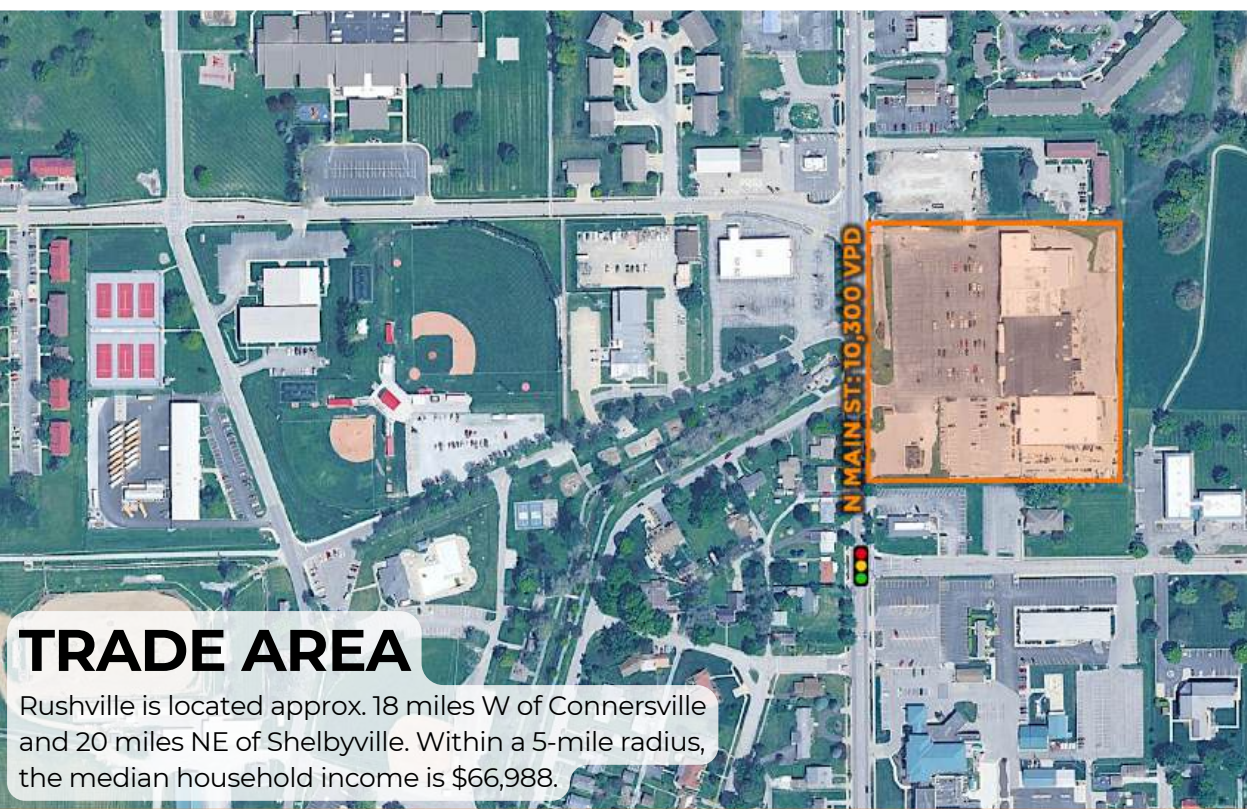 N MAIN ST: 10,300 VPD
TRADE AREA
Rushville is located approx. 18 miles W of Connersville
and 20 miles NE of Shelbyville. Within a 5-mile radius,
the median household income is $66,988.